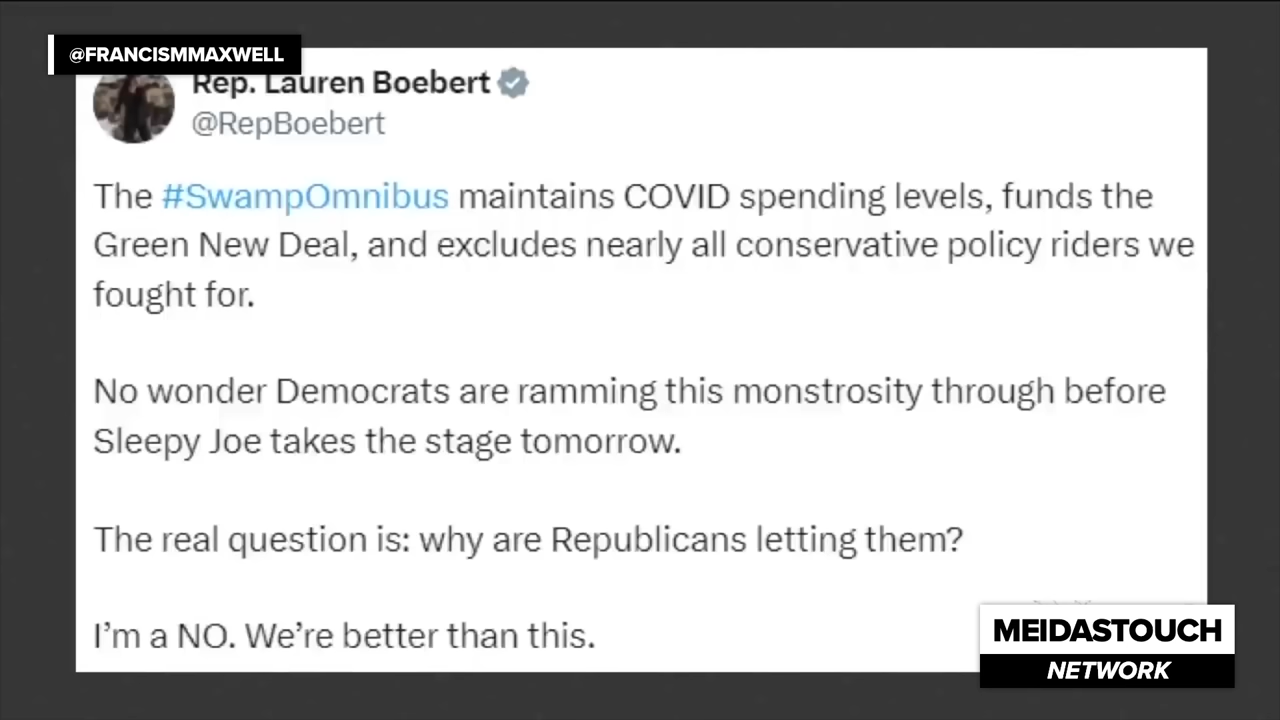 @FRANCISMMAXWELL
Rep. Lauren Boebert
@RepBoebert
The #SwampOmnibus maintains COVID spending levels, funds the
Green New Deal, and excludes nearly all conservative policy riders we
fought for.
No wonder Democrats are ramming this monstrosity through before
Sleepy Joe takes the stage tomorrow.
The real question is: why are Republicans letting them?
I’m a NO. We’re better than this.
MEIDASTOUCH
NETWORK